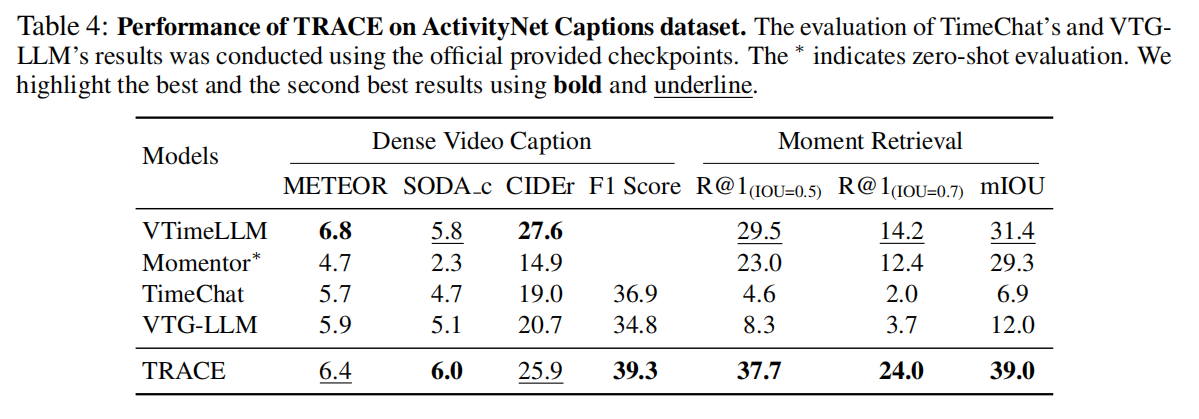 Table 4: Performance of TRACE on ActivityNet Captions dataset. The evaluation of TimeChat's and VTG-
LLM's results was conducted using the official provided checkpoints. The * indicates zero-shot evaluation. We
highlight the best and the second best results using bold and underline.
Models Dense Video Caption Moment Retrieval
METEOR SODA_c CIDEr F1 Score R@1(IOU=0.5) R@1(IOU=0.7) mIOU
VTimeLLM 6.8 5.8 27.6 29.5 14.2 31.4
Momentor* 4.7 2.3 14.9 23.0 12.4 29.3
TimeChat 5.7 4.7 19.0 36.9 4.6 2.0 6.9
VTG-LLM 5.9 5.1 20.7 34.8 8.3 3.7 12.0
TRACE 6.4 6.0 25.9 39.3 37.7 24.0 39.0